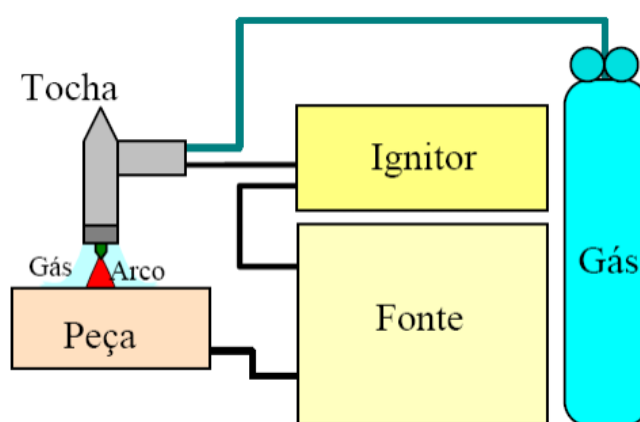 Tocha
Ignitor
Gás
Arco
Gás
Peça
Fonte